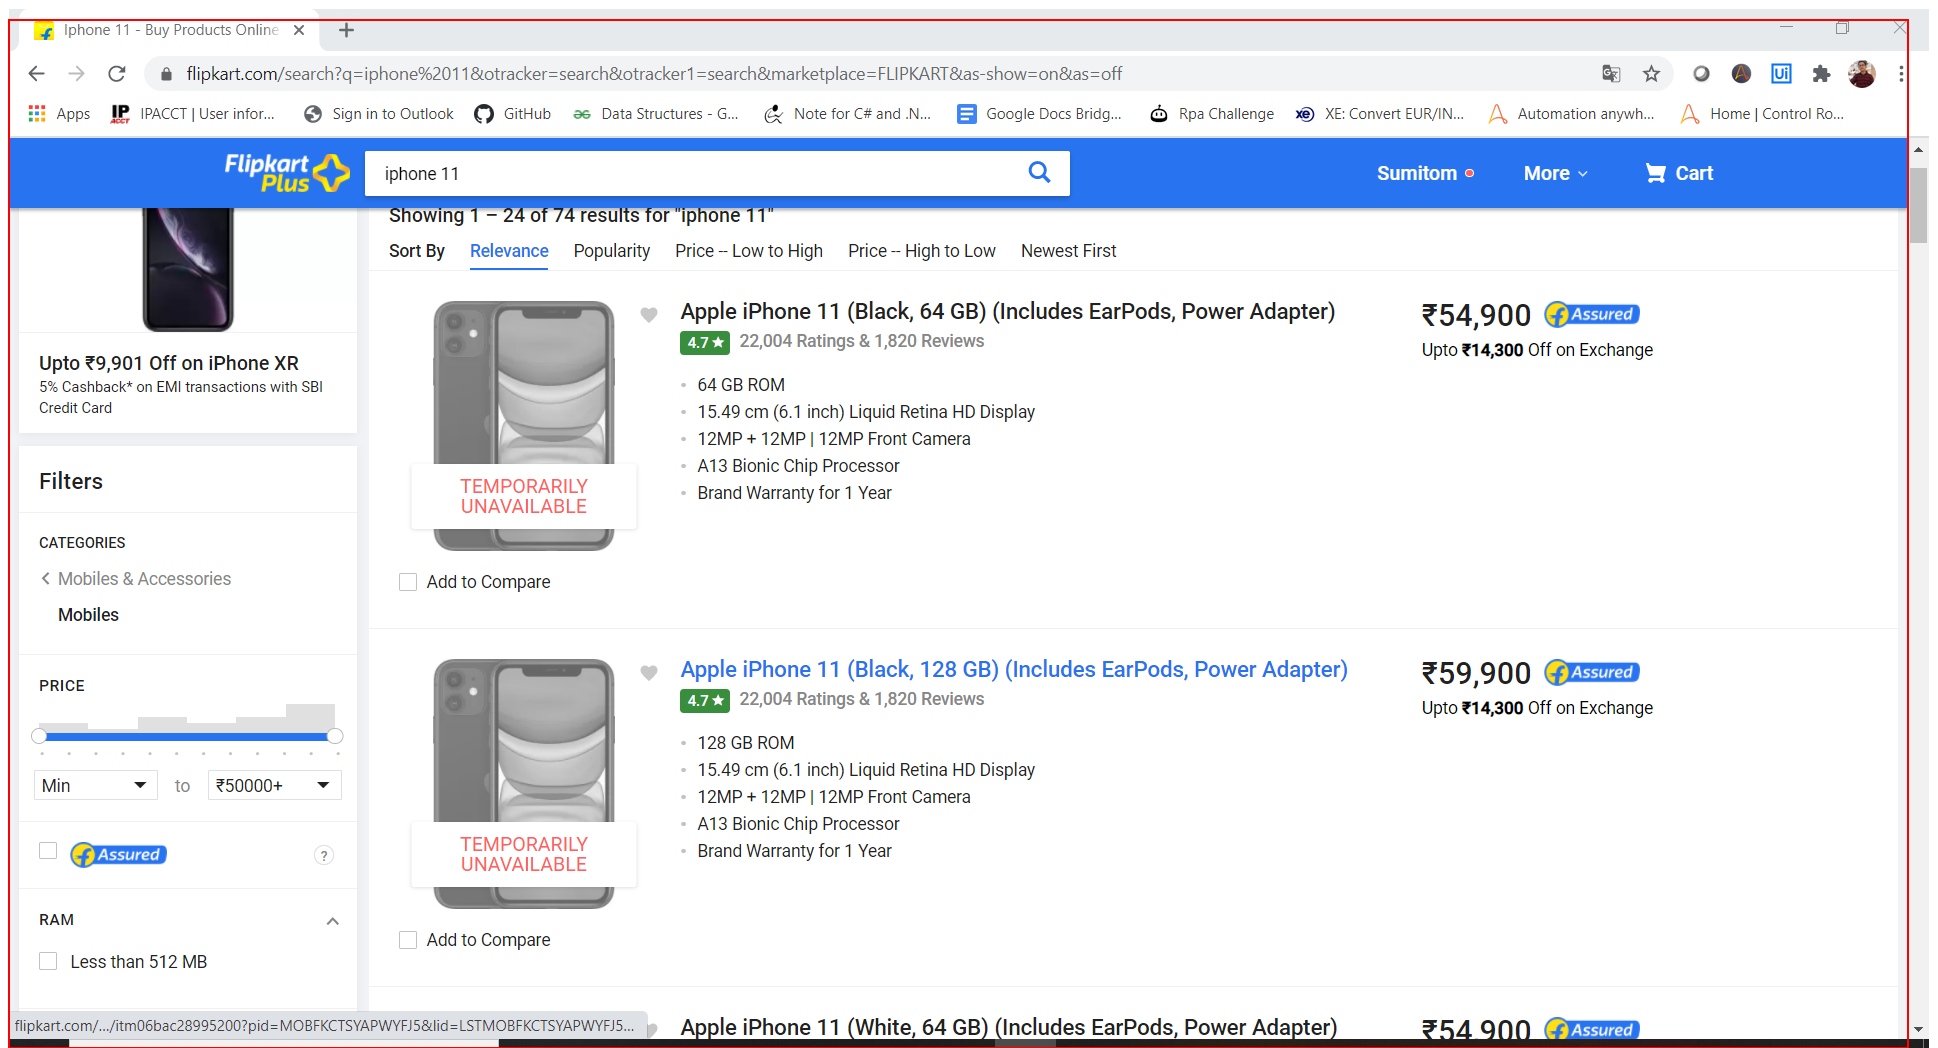 Iphone 11 - Buy Products Online
flipkart.com/search?q=iphone%2011&otracker=search&otracker1=search&marketplace=FLIPKART&as-show=on&as=off
Ui
Apps
IP ACCT
IPACCT | User infor...
Sign in to Outlook
GitHub
Data Structures - G...
Note for C# and .N...
Google Docs Bridg...
Rpa Challenge
xe
XE: Convert EUR/IN...
Automation anywh...
Home | Control Ro...
Flipkart
Plus
iphone 11
Sumitom
More
Cart
Showing 1 – 24 of 74 results for "iphone 11"
Sort By
Relevance
Popularity
Price -- Low to High
Price -- High to Low
Newest First
Upto ₹9,901 Off on iPhone XR
5% Cashback* on EMI transactions with SBI
Credit Card
Filters
CATEGORIES
Mobiles & Accessories
Mobiles
PRICE
Min
to
₹50000+
Assured
?
RAM
Less than 512 MB
Apple iPhone 11 (Black, 64 GB) (Includes EarPods, Power Adapter)
4.7★ 22,004 Ratings & 1,820 Reviews
64 GB ROM
15.49 cm (6.1 inch) Liquid Retina HD Display
12MP + 12MP | 12MP Front Camera
A13 Bionic Chip Processor
Brand Warranty for 1 Year
₹54,900
Assured
Upto ₹14,300 Off on Exchange
TEMPORARILY
UNAVAILABLE
Add to Compare
Apple iPhone 11 (Black, 128 GB) (Includes EarPods, Power Adapter)
4.7★ 22,004 Ratings & 1,820 Reviews
128 GB ROM
15.49 cm (6.1 inch) Liquid Retina HD Display
12MP + 12MP | 12MP Front Camera
A13 Bionic Chip Processor
Brand Warranty for 1 Year
₹59,900
Assured
Upto ₹14,300 Off on Exchange
TEMPORARILY
UNAVAILABLE
Add to Compare
Apple iPhone 11 (White, 64 GB) (Includes EarPods, Power Adapter)
₹54,900
Assured
flipkart.com/.../itm06bac28995200?pid=MOBFKCTSYAPWYFJ5&lid=LSTMOBFKCTSYAPWYFJ5...